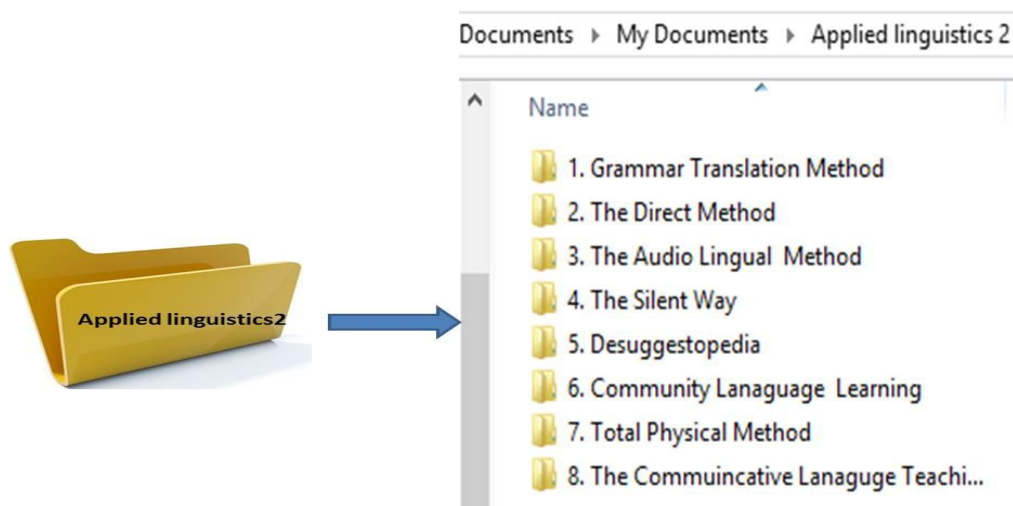 Documents ▸ My Documents ▸ Applied linguistics 2
Name
1. Grammar Translation Method
2. The Direct Method
3. The Audio Lingual  Method
4. The Silent Way
5. Desuggestopedia
6. Community Lanaguage  Learning
7. Total Physical Method
8. The Commuincative Lanaguge Teachi...
Applied linguistics2